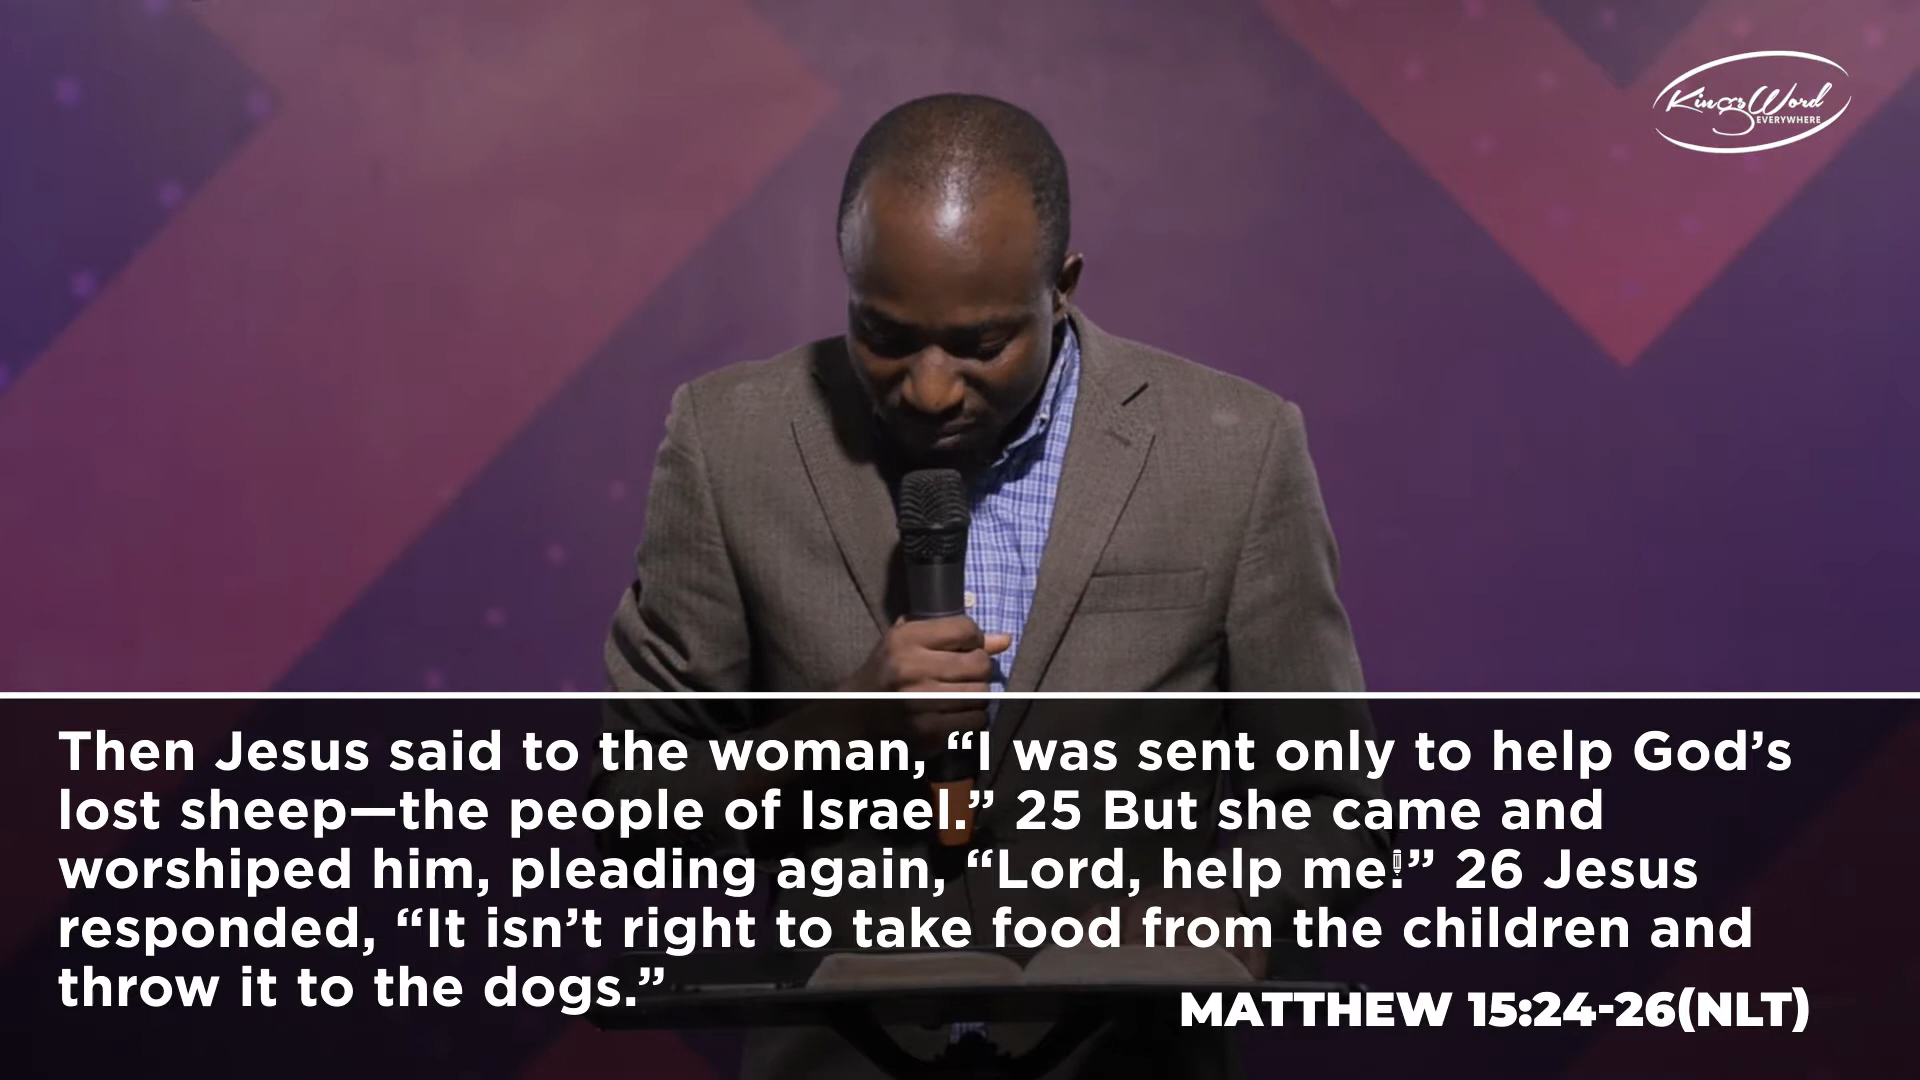 KingsWord
EVERYWHERE
Then Jesus said to the woman, “I was sent only to help God’s
lost sheep—the people of Israel.” 25 But she came and
worshiped him, pleading again, “Lord, help me!” 26 Jesus
responded, “It isn’t right to take food from the children and
throw it to the dogs.”
MATTHEW 15:24-26(NLT)